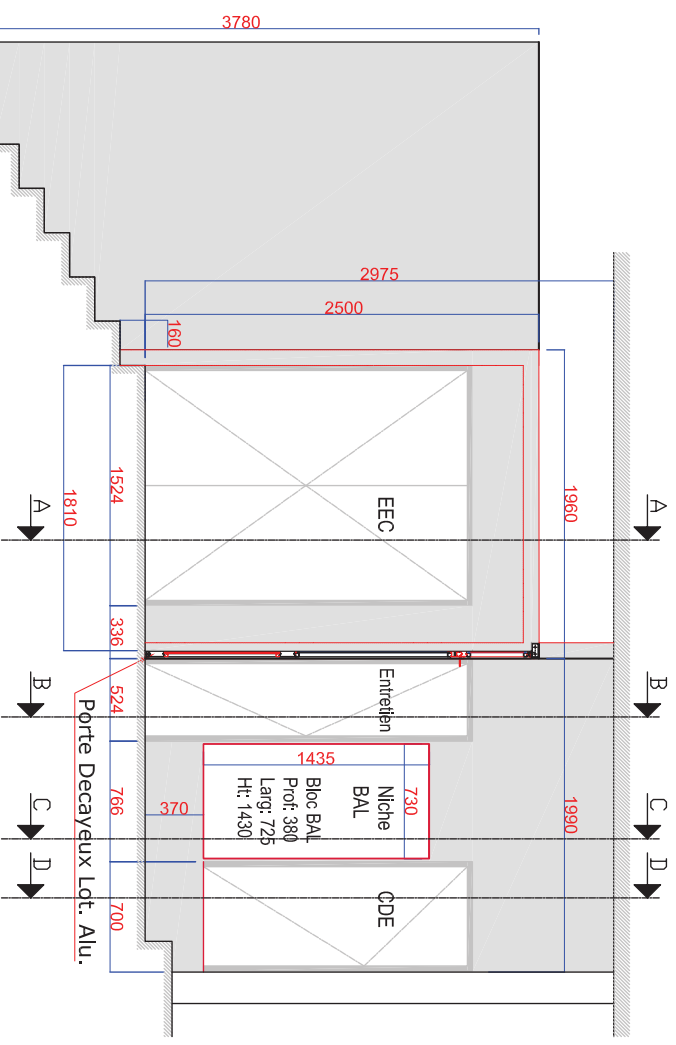 3780
2975
2500
160
1524
1810
336
524
766
700
370
1960
1990
1435
730
A
A
B
B
C
C
D
D
EEC
Entretien
Niche
BAL
Bloc BAL
Prof: 380
Larg: 725
Ht: 1430
CDE
Porte Decayeux Lot. Alu.